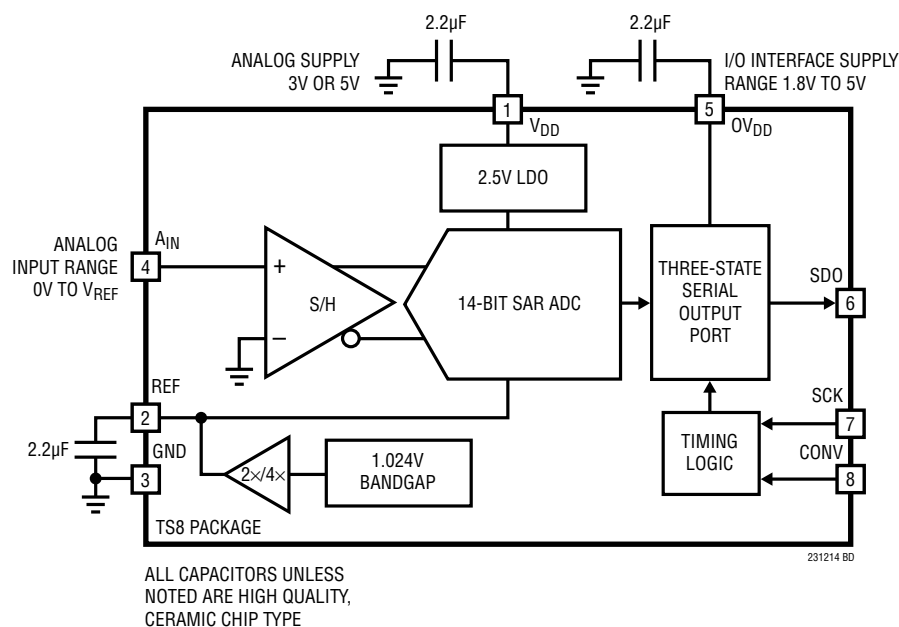 2.2µF
2.2µF
ANALOG SUPPLY
3V OR 5V
I/O INTERFACE SUPPLY
RANGE 1.8V TO 5V
1
VDD
5
OVDD
2.5V LDO
ANALOG
INPUT RANGE
0V TO VREF
AIN
4
+
S/H
−
14-BIT SAR ADC
THREE-STATE
SERIAL
OUTPUT
PORT
SDO
6
REF
2
2.2µF
GND
3
2×/4×
1.024V
BANDGAP
TIMING
LOGIC
SCK
7
CONV
8
TS8 PACKAGE
231214 BD
ALL CAPACITORS UNLESS
NOTED ARE HIGH QUALITY,
CERAMIC CHIP TYPE